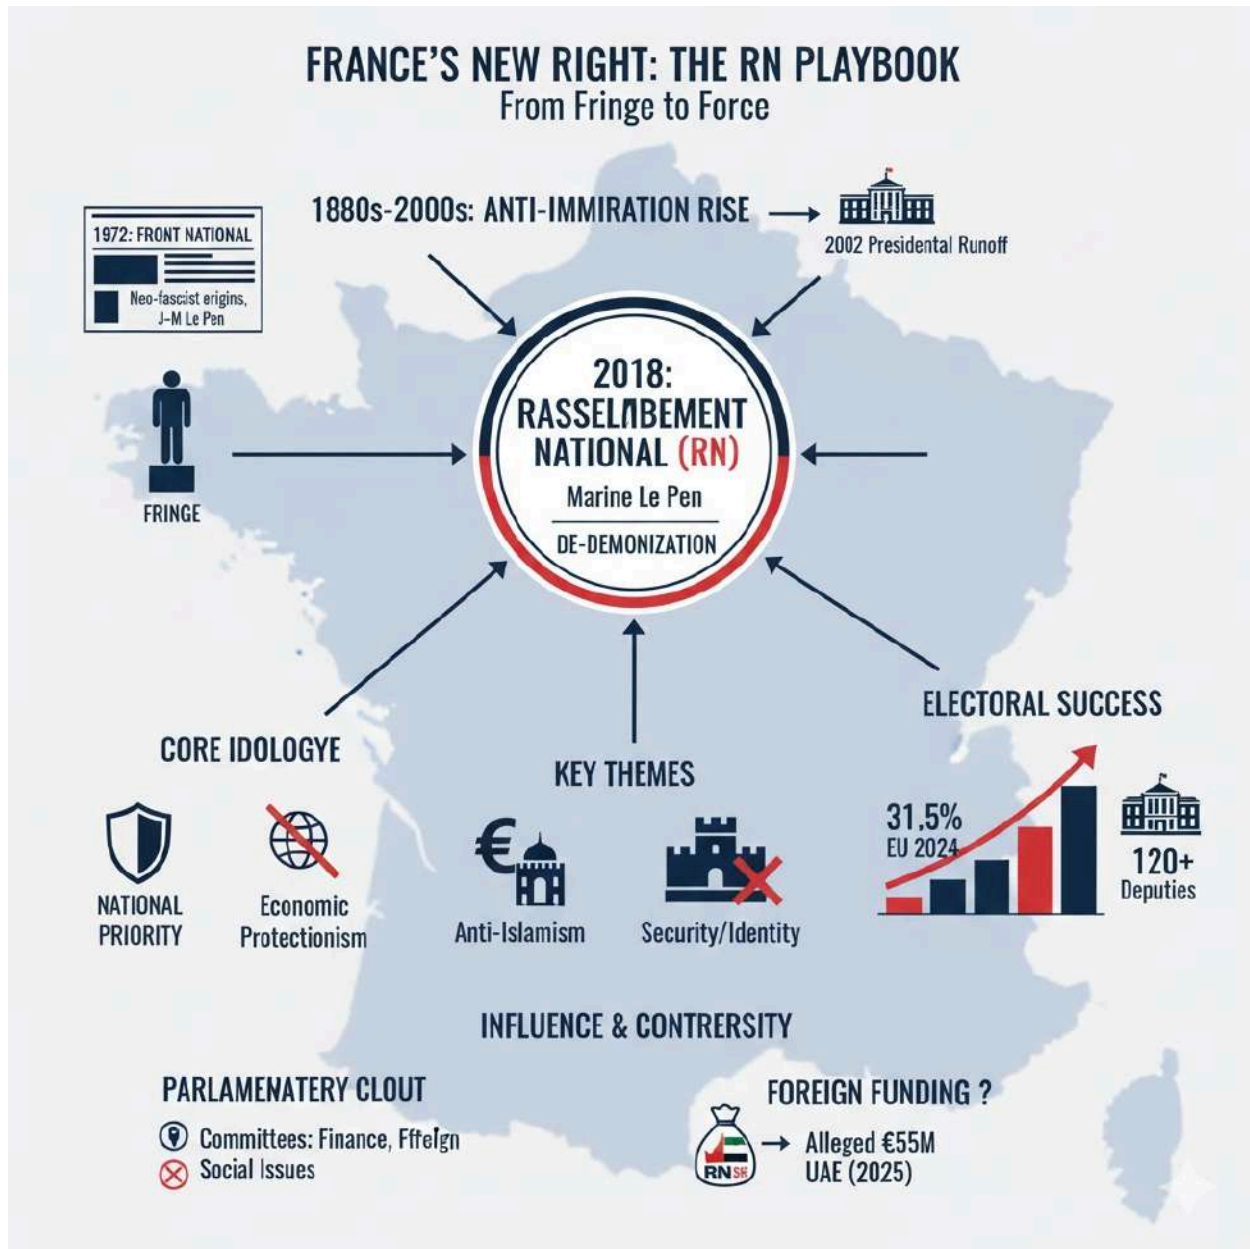 FRANCE'S NEW RIGHT: THE RN PLAYBOOK
From Fringe to Force
1880s-2000s: ANTI-IMMIRATION RISE
2002 Presidental Runoff
1972: FRONT NATIONAL
Neo-fascist erigins,
J-M Le Pen
FRINGE
2018:
NATIONAL (RN)
Marine Le Pen
DE-DEMONIZATION
CORE IDOLOGYE
NATIONAL
PRIORITY
Economic
Protectionism
KEY THEMES
€
Anti-Islamism
Security/Identity
ELECTORAL SUCCESS
31.5%
EU 2024
120+
Deputies
INFLUENCE & CONTRERSITY
PARLAMENATERY CLOUT
Committees: Finance,
Social Issues
FOREIGN FUNDING ?
RN
Alleged €55M
UAE (2025)